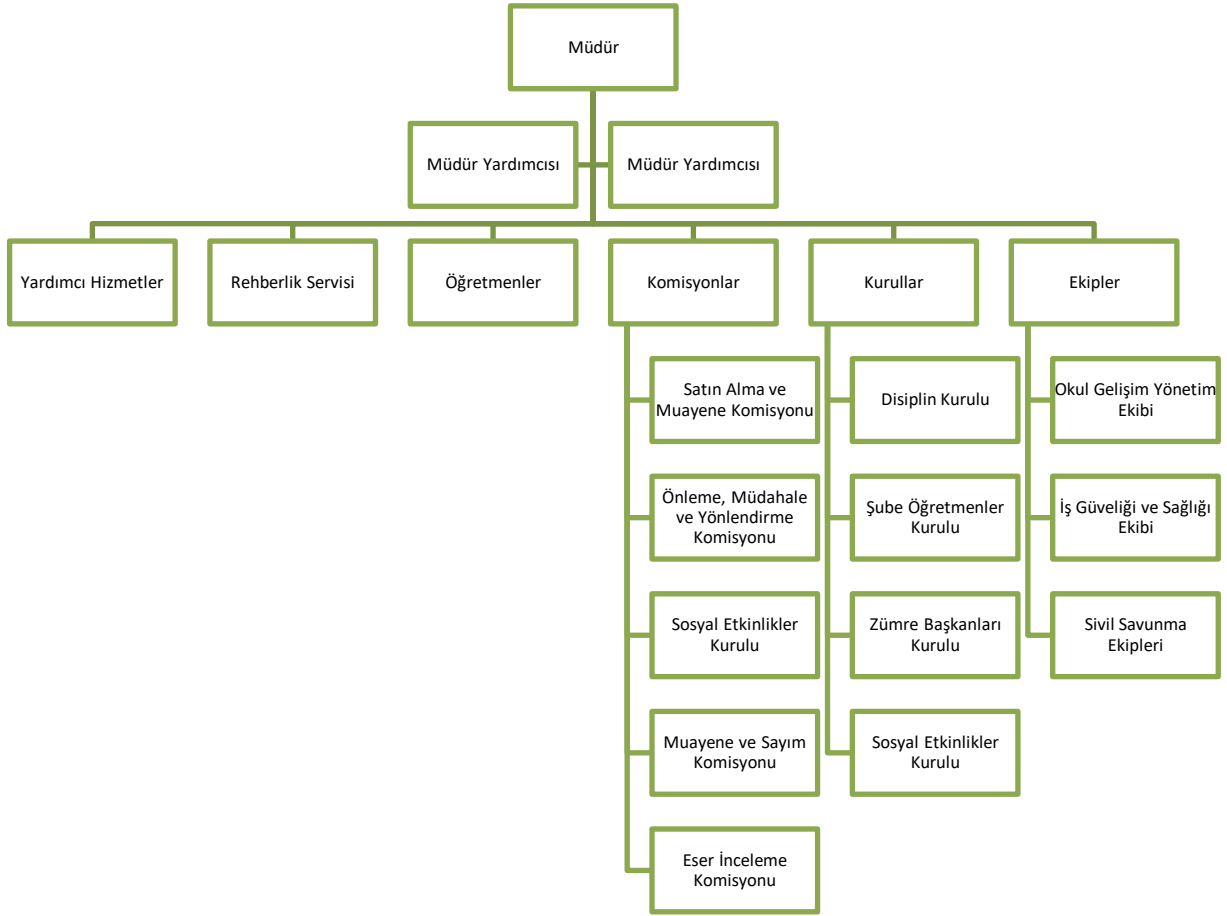 Müdür
Müdür Yardımcısı
Müdür Yardımcısı
Yardımcı Hizmetler
Rehberlik Servisi
Öğretmenler
Komisyonlar
Kurullar
Ekipler
Satın Alma ve
Muayene Komisyonu
Önleme, Müdahale
ve Yönlendirme
Komisyonu
Sosyal Etkinlikler
Kurulu
Muayene ve Sayım
Komisyonu
Eser İnceleme
Komisyonu
Disiplin Kurulu
Şube Öğretmenler
Kurulu
Zümre Başkanları
Kurulu
Sosyal Etkinlikler
Kurulu
Okul Gelişim Yönetim
Ekibi
İş Güveliği ve Sağlığı
Ekibi
Sivil Savunma
Ekipleri